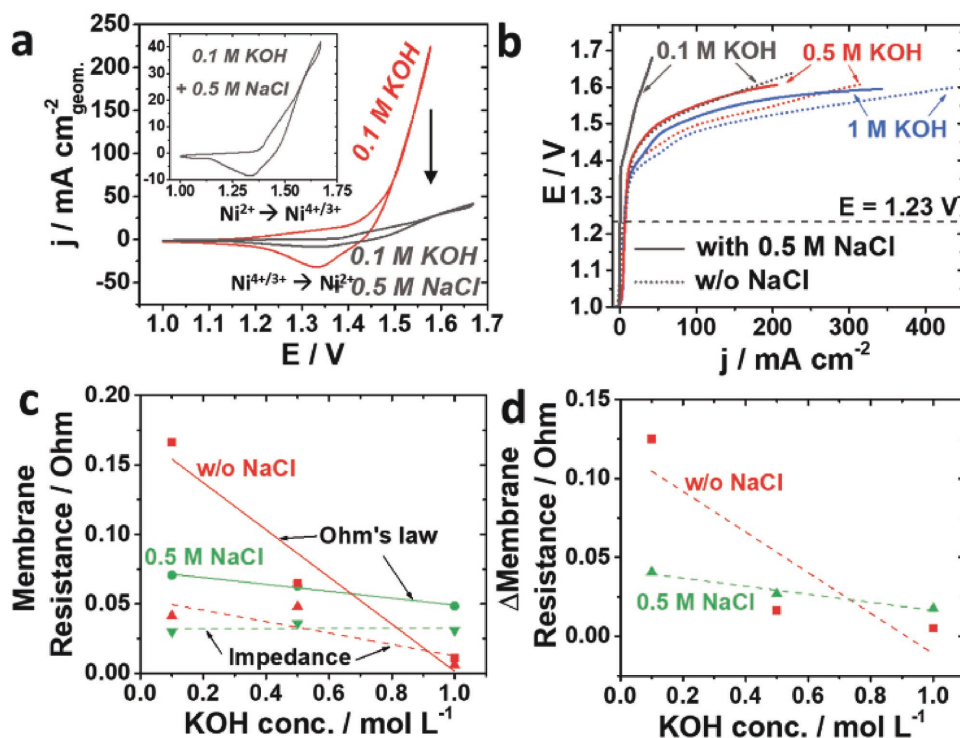 a
j / mA cm⁻²geom.
250
200
150
100
50
0
-50
40
30
20
10
0
-10
0.1 M KOH
+ 0.5 M NaCl
1.00 1.25 1.50 1.75
Ni²⁺ → Ni⁴⁺/³⁺
0.1 M KOH
0.1 M KOH
0.5 M NaCl
Ni⁴⁺/³⁺ → Ni²⁺
1.0 1.1 1.2 1.3 1.4 1.5 1.6 1.7
E / V
b
E / V
1.7
1.6
1.5
1.4
1.3
1.2
1.1
1.0
0.1 M KOH
0.5 M KOH
1 M KOH
E = 1.23 V
with 0.5 M NaCl
w/o NaCl
0 100 200 300 400
j / mA cm⁻²
c
Membrane
Resistance / Ohm
0.20
0.15
0.10
0.05
0.00
w/o NaCl
Ohm's law
0.5 M NaCl
Impedance
0.0 0.2 0.4 0.6 0.8 1.0
KOH conc. / mol L⁻¹
d
ΔMembrane
Resistance / Ohm
0.15
0.10
0.05
0.00
w/o NaCl
0.5 M NaCl
0.0 0.2 0.4 0.6 0.8 1.0
KOH conc. / mol L⁻¹